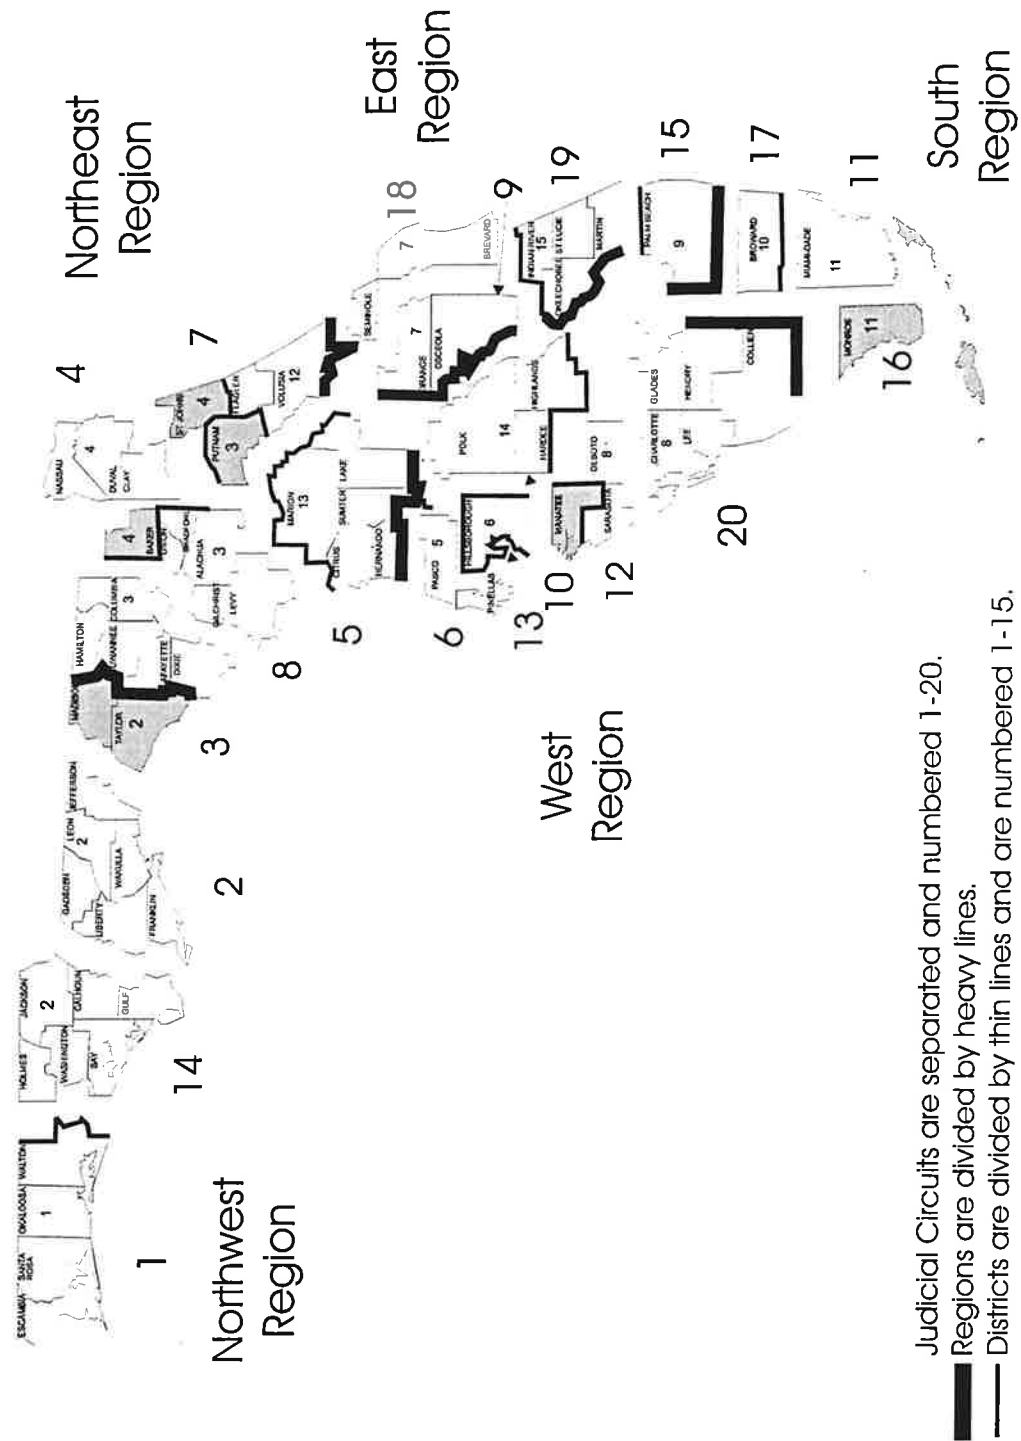 ESCAMBIA
SANTA
ROSA
OKALOOSA
WALTON
1
1
Northwest
Region
HOLMES
JACKSON
2
WASHINGTON
CALHOUN
BAY
GULF
14
GADSDEN
LEON
2
JEFFERSON
LIBERTY
WAKULLA
FRANKLIN
2
MADISON
TAYLOR
2
HAMILTON
SUWANNEE
COLUMBIA
3
LAFAYETTE
DIXIE
3
4
BAKER
UNION
BRADFORD
ALACHUA
3
GILCHRIST
LEVY
8
NASSAU
4
DUVAL
CLAY
4
Northeast
Region
ST JOHNS
4
PUTNAM
3
FLAGLER
VOLUSIA
12
7
MARION
13
CITRUS
SUMTER
LAKE
HERNANDO
5
SEMINOLE
7
BREVARD
18
East
Region
ORANGE
7
OSCEOLA
9
PASCO
5
PINELLAS
6
HILLSBOROUGH
6
13
POLK
14
HARDEE
HIGHLANDS
10
INDIAN RIVER
15
OKEECHOBEE
ST LUCIE
MARTIN
19
West
Region
MANATEE
SARASOTA
DESOTO
8
12
CHARLOTTE
8
GLADES
LEE
HENDRY
COLLIER
20
PALM BEACH
9
15
BROWARD
10
17
MIAMI-DADE
11
11
MONROE
11
16
South
Region
Judicial Circuits are separated and numbered 1-20.
Regions are divided by heavy lines.
Districts are divided by thin lines and are numbered 1-15.